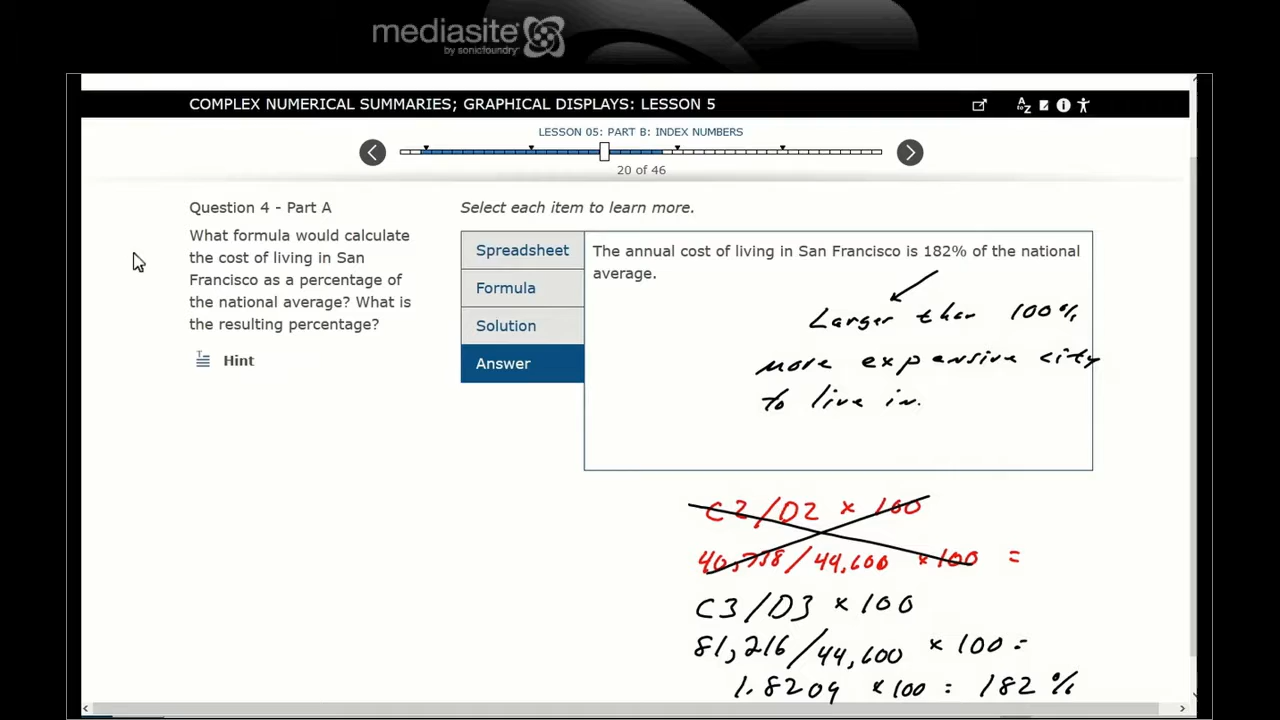 mediasite
by sonicfoundry
COMPLEX NUMERICAL SUMMARIES; GRAPHICAL DISPLAYS: LESSON 5
A to Z
LESSON 05: PART B: INDEX NUMBERS
20 of 46
Question 4 - Part A
What formula would calculate
the cost of living in San
Francisco as a percentage of
the national average? What is
the resulting percentage?
Hint
Select each item to learn more.
Spreadsheet
Formula
Solution
Answer
The annual cost of living in San Francisco is 182% of the national
average.
Larger than 100%
more expensive city
to live in.
C2/D2 × 100
40,738/44,600 ×100 =
C3/D3 × 100
81,216/44,600 × 100 =
1.8209 ×100 = 182 %